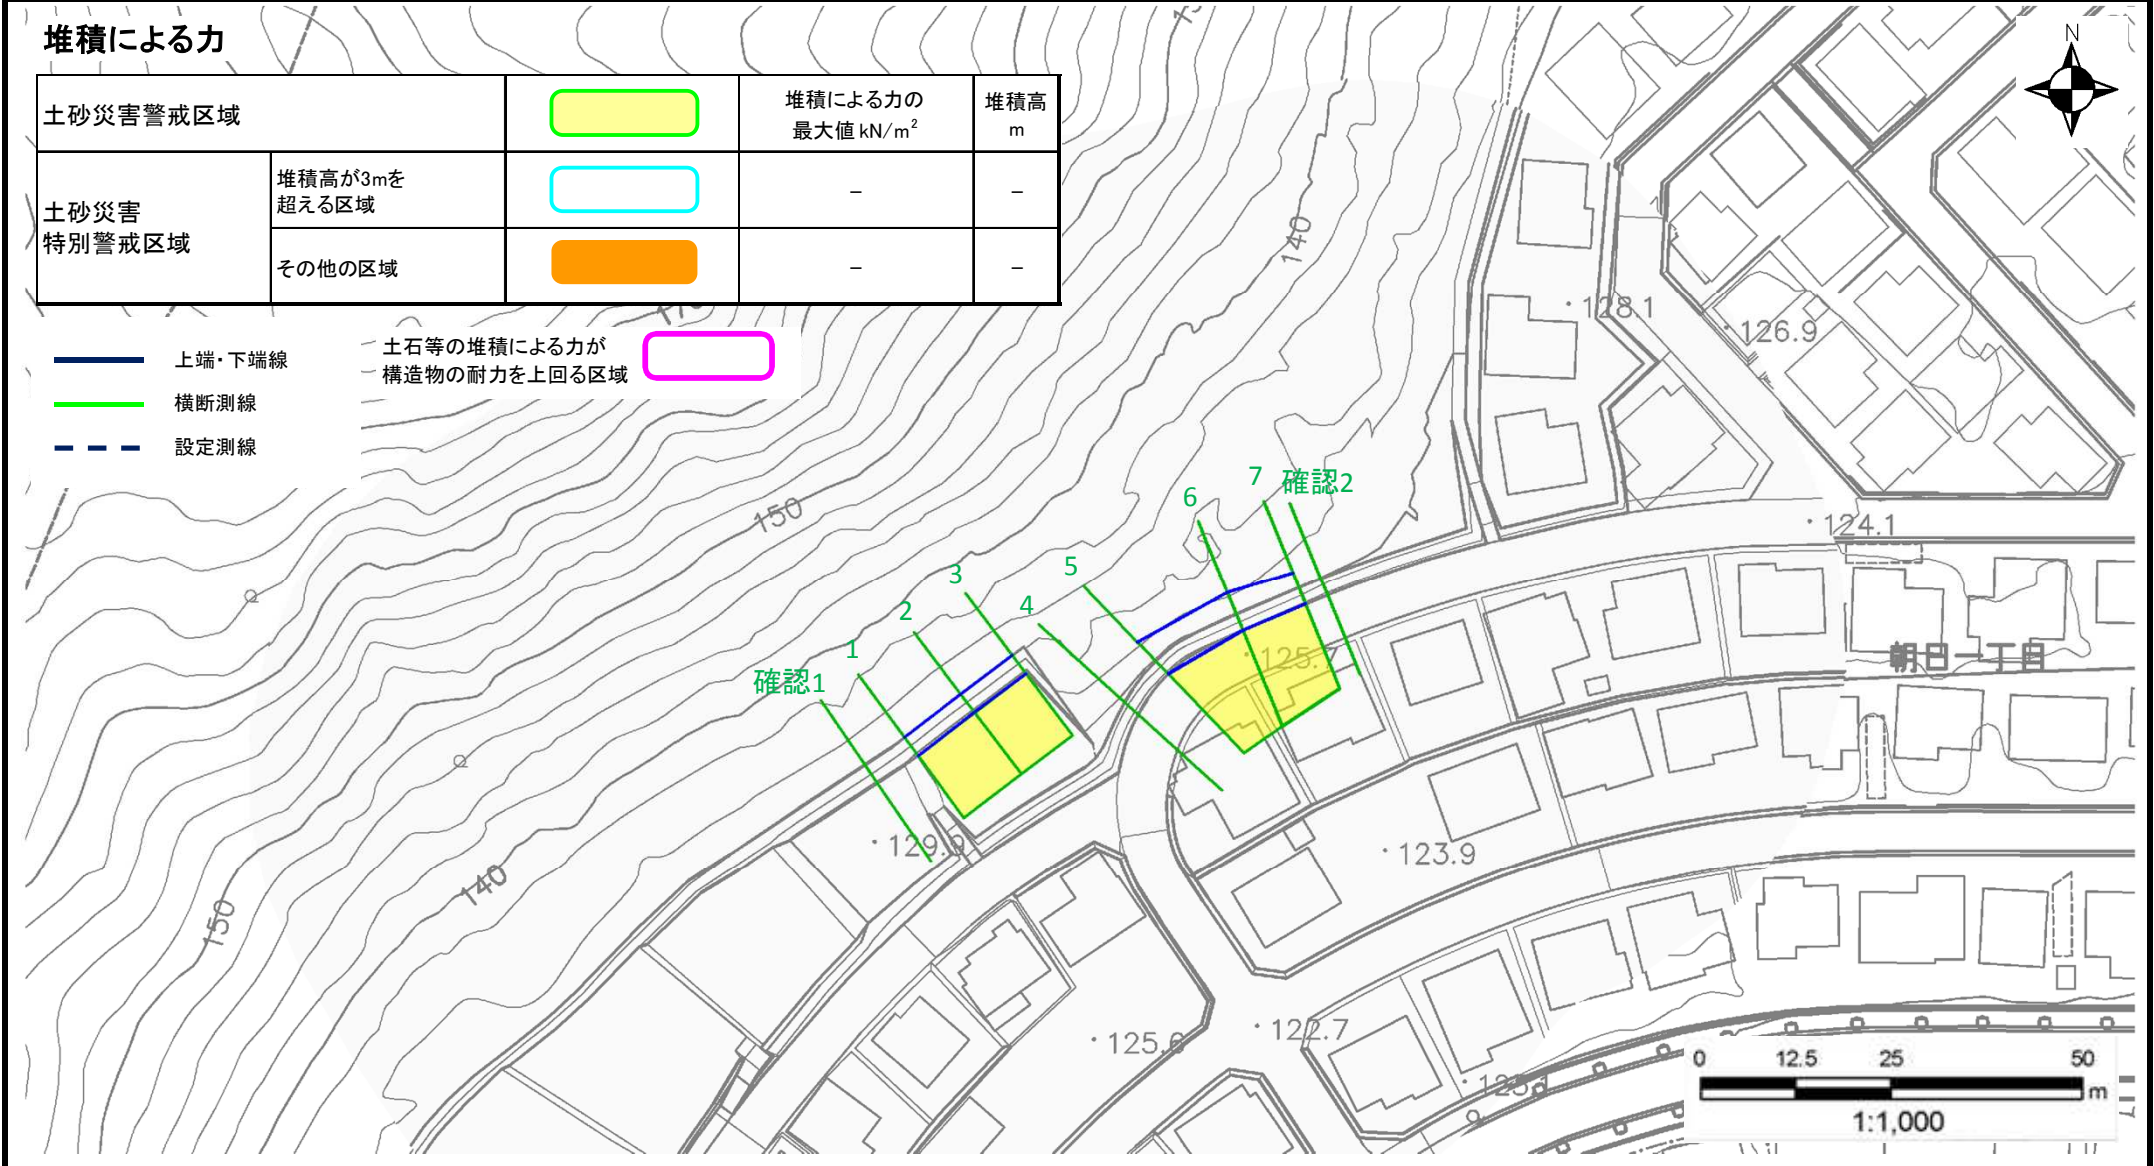 堆積による力
土砂災害警戒区域
堆積による力の
最大値 kN/m²
堆積高
m
土砂災害
特別警戒区域
堆積高が3mを
超える区域
－
－
その他の区域
－
－
上端・下端線
横断測線
設定測線
土石等の堆積による力が
構造物の耐力を上回る区域
N
140
128.1
126.9
150
7
確認2
6
124.1
5
3
4
2
1
確認1
125.7
朝日一丁目
129.9
123.9
140
150
125.6
122.7
0 12.5 25 50
m
1:1,000